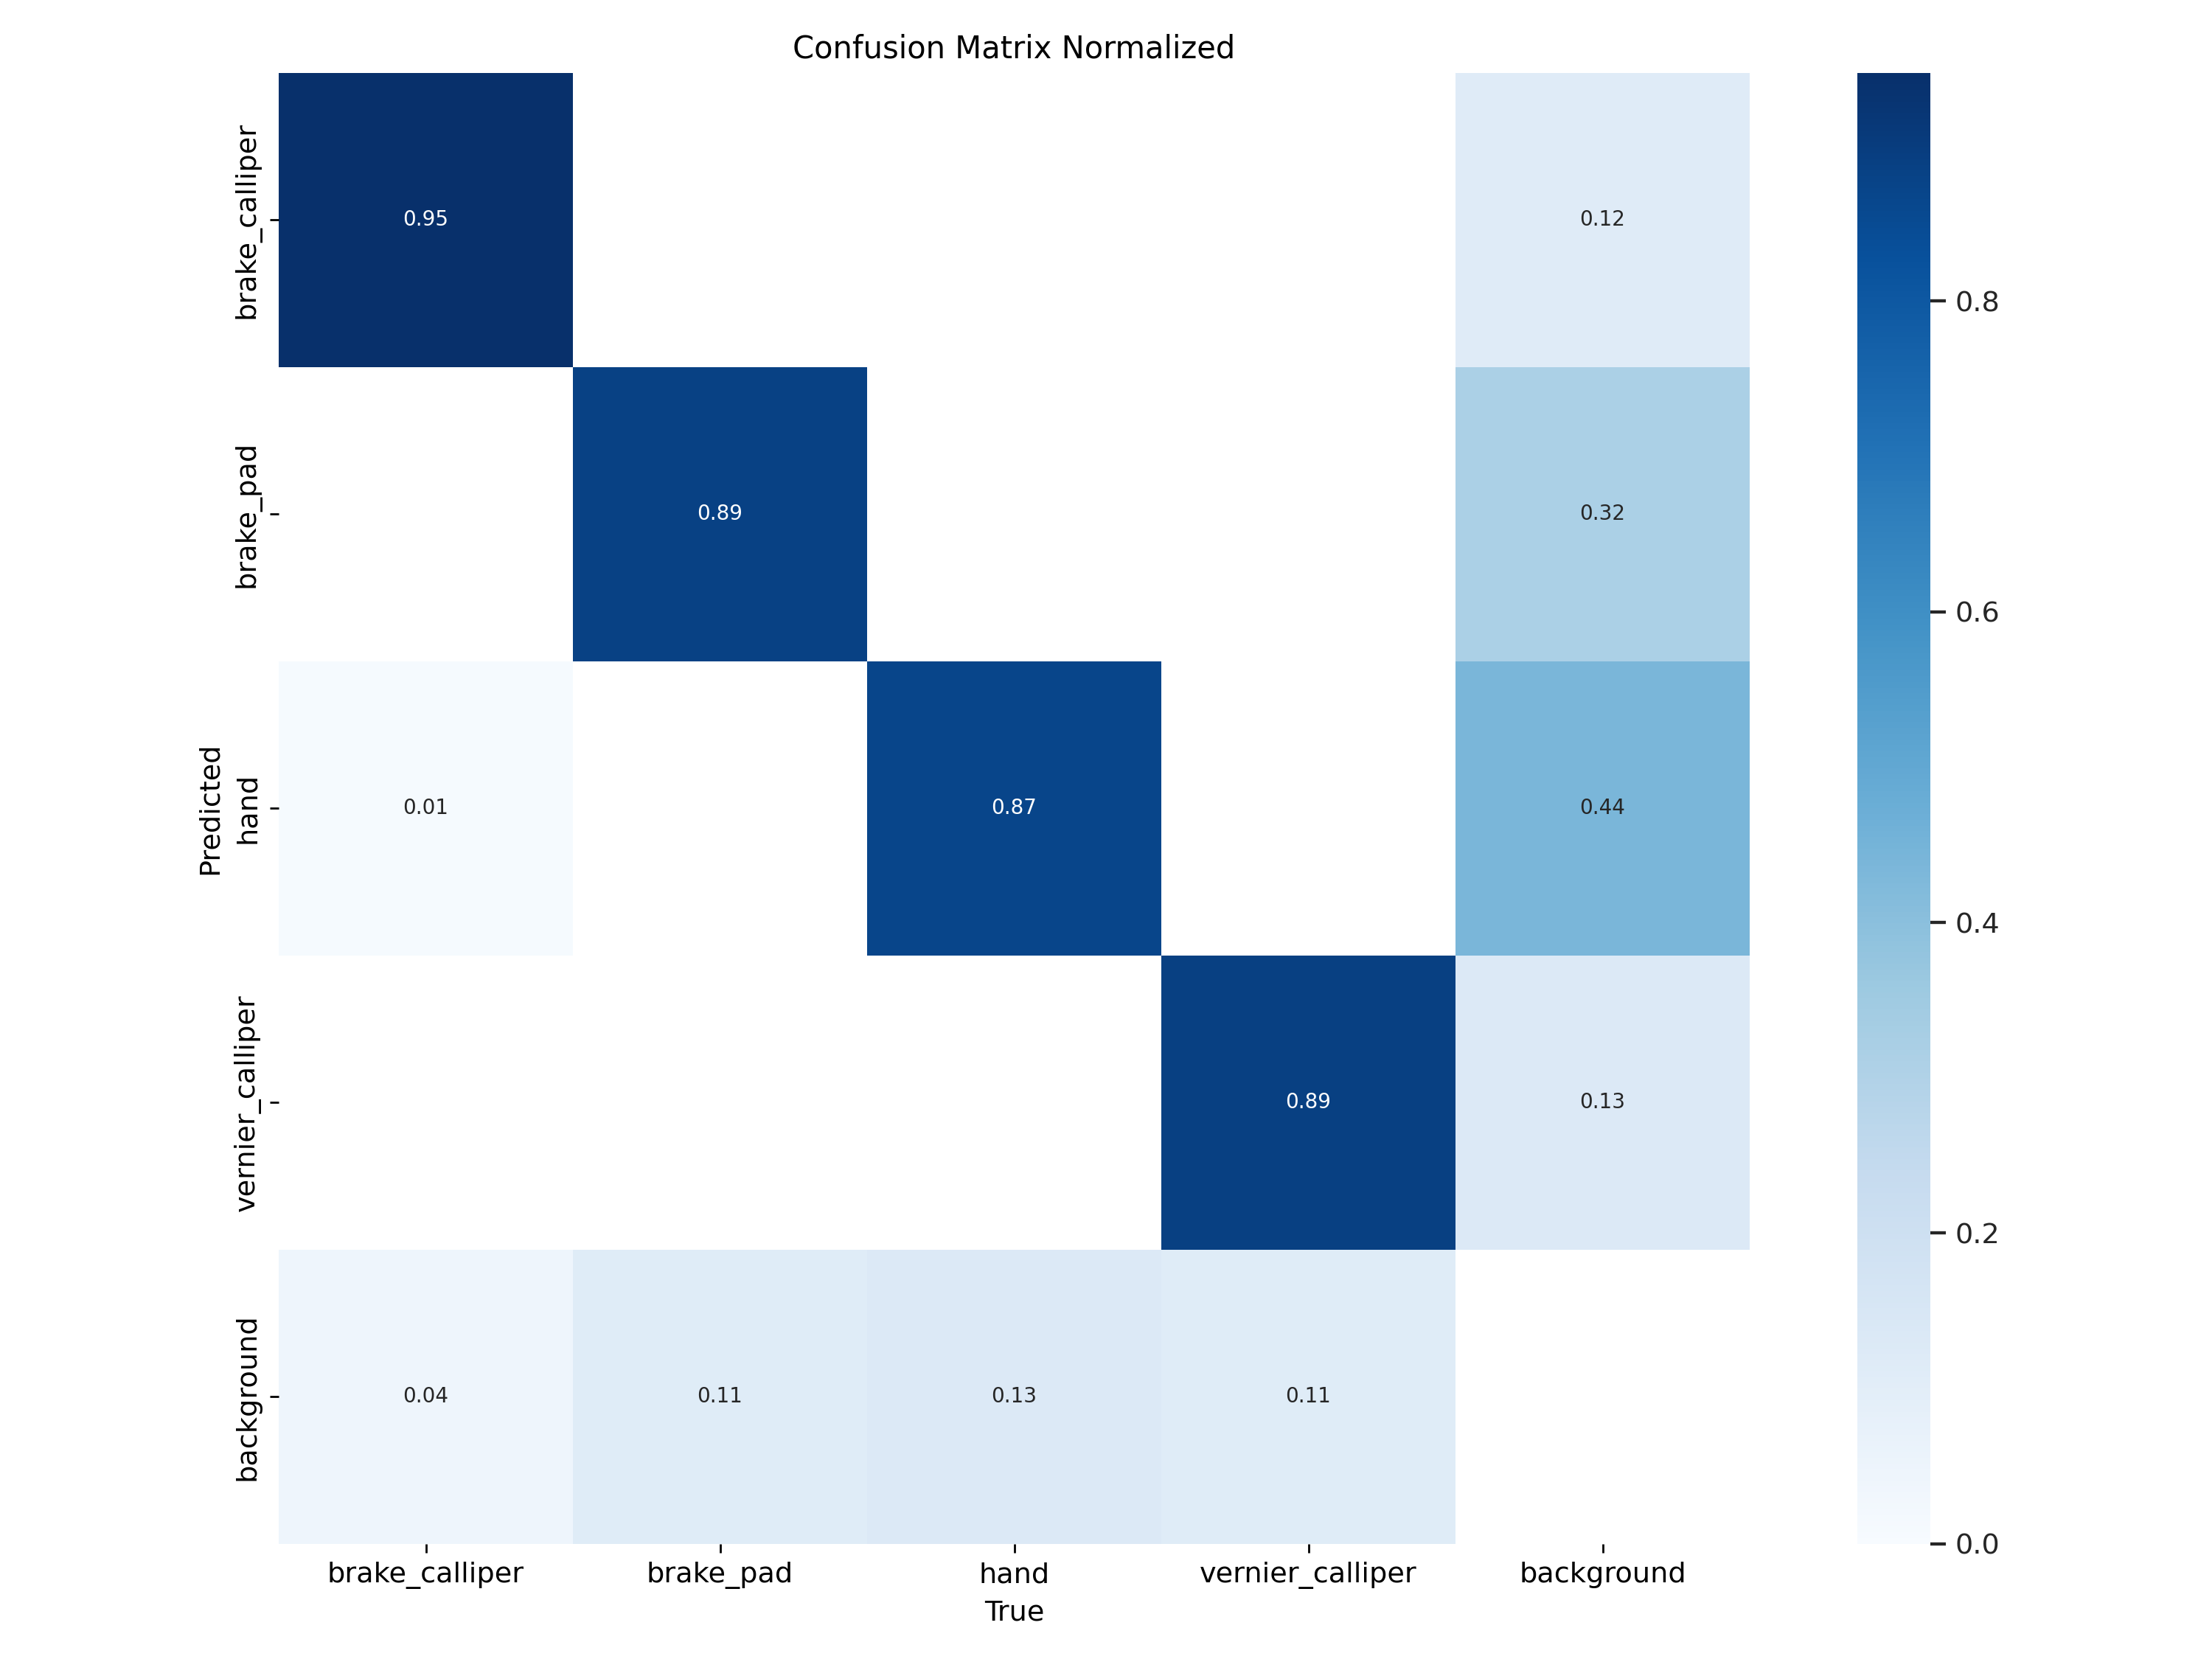 Confusion Matrix Normalized
brake_calliper
0.95
0.12
0.8
brake_pad
0.89
0.32
0.6
Predicted
hand
0.01
0.87
0.44
0.4
vernier_calliper
0.89
0.13
0.2
background
0.04
0.11
0.13
0.11
0.0
brake_calliper
brake_pad
hand
vernier_calliper
background
True